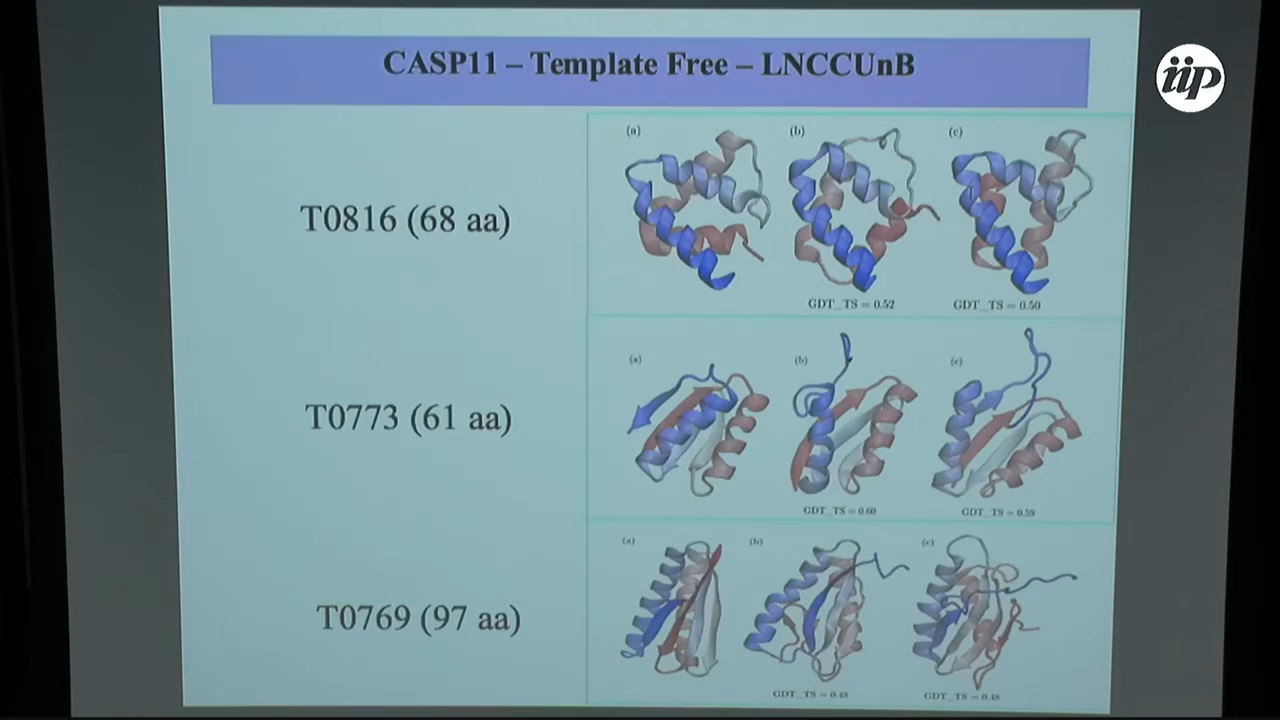 CASP11 – Template Free – LNCCUnB
iip
(a)
(b)
(c)
T0816 (68 aa)
GDT_TS = 0.52
GDT_TS = 0.50
(a)
(b)
(c)
T0773 (61 aa)
GDT_TS = 0.60
GDT_TS = 0.59
(a)
(b)
(c)
T0769 (97 aa)
GDT_TS = 0.48
GDT_TS = 0.48